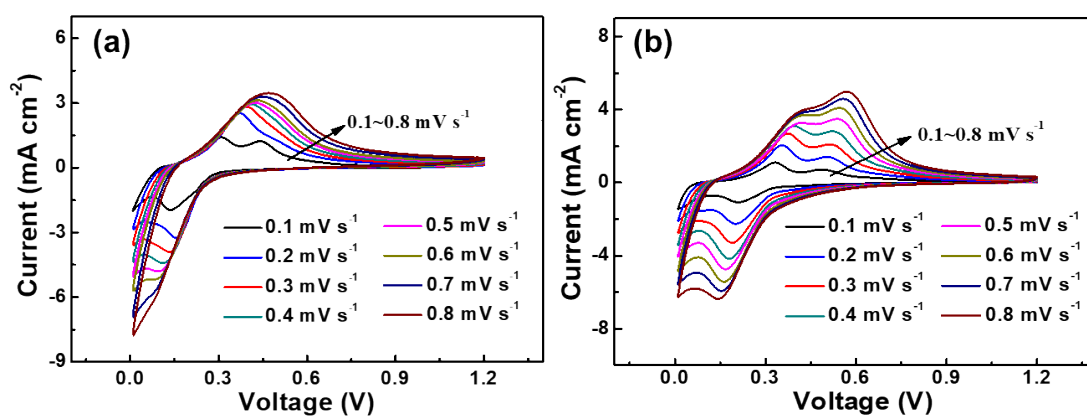 (a)
Current (mA cm⁻²)
6
3
0
-3
-6
-9
0.1~0.8 mV s⁻¹
0.1 mV s⁻¹
0.2 mV s⁻¹
0.3 mV s⁻¹
0.4 mV s⁻¹
0.5 mV s⁻¹
0.6 mV s⁻¹
0.7 mV s⁻¹
0.8 mV s⁻¹
0.0 0.3 0.6 0.9 1.2
Voltage (V)
(b)
Current (mA cm⁻²)
8
4
0
-4
-8
0.1~0.8 mV s⁻¹
0.1 mV s⁻¹
0.2 mV s⁻¹
0.3 mV s⁻¹
0.4 mV s⁻¹
0.5 mV s⁻¹
0.6 mV s⁻¹
0.7 mV s⁻¹
0.8 mV s⁻¹
0.0 0.3 0.6 0.9 1.2
Voltage (V)